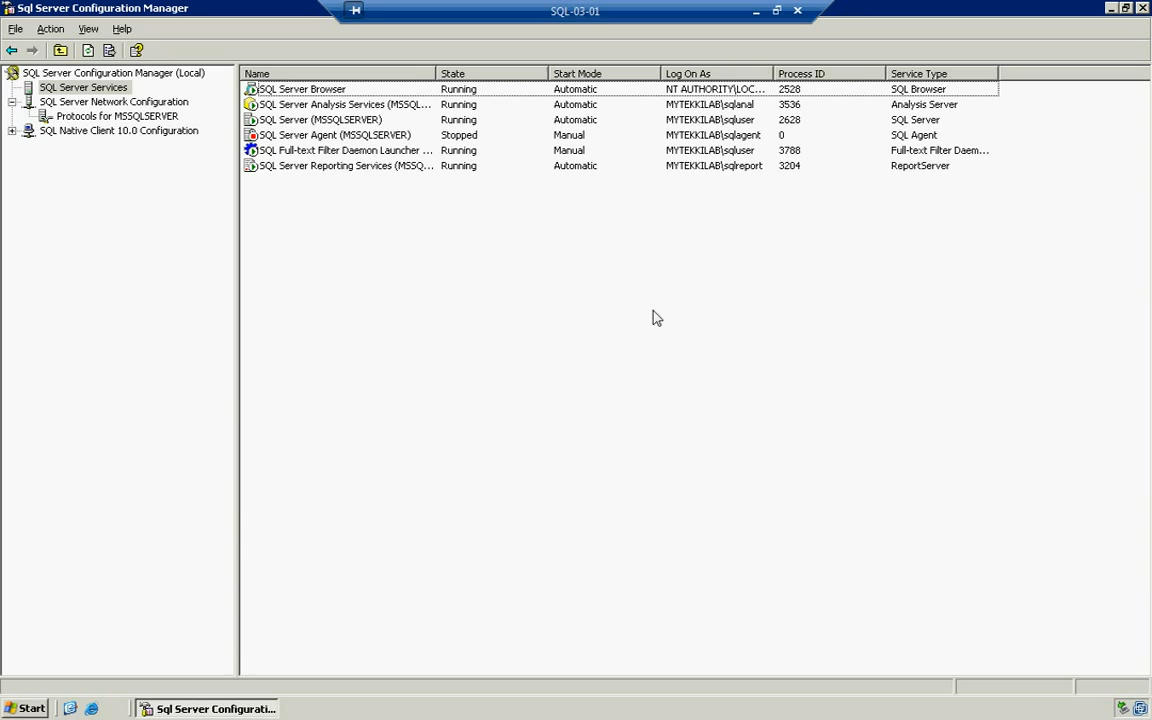 Sql Server Configuration Manager
SQL-03-01
File Action View Help
SQL Server Configuration Manager (Local)
SQL Server Services
SQL Server Network Configuration
Protocols for MSSQLSERVER
SQL Native Client 10.0 Configuration
Name State Start Mode Log On As Process ID Service Type
SQL Server Browser Running Automatic NT AUTHORITY\LOC... 2528 SQL Browser
SQL Server Analysis Services (MSSQL... Running Automatic MYTEKKILAB\sqlanal 3536 Analysis Server
SQL Server (MSSQLSERVER) Running Automatic MYTEKKILAB\sqluser 2628 SQL Server
SQL Server Agent (MSSQLSERVER) Stopped Manual MYTEKKILAB\sqlagent 0 SQL Agent
SQL Full-text Filter Daemon Launcher ... Running Manual MYTEKKILAB\sqluser 3788 Full-text Filter Daem...
SQL Server Reporting Services (MSSQ... Running Automatic MYTEKKILAB\sqlreport 3204 ReportServer
Start Sql Server Configurati...